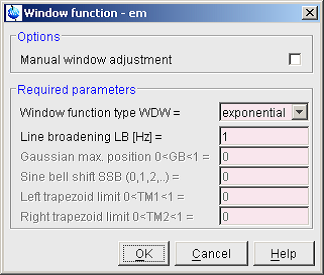 Window function - em
Options
Manual window adjustment
Required parameters
Window function type WDW = exponential
Line broadening LB [Hz] = 1
Gaussian max. position 0<GB<1 = 0
Sine bell shift SSB (0,1,2,..) = 0
Left trapezoid limit 0<TM1<1 = 0
Right trapezoid limit 0<TM2<1 = 0
OK Cancel Help